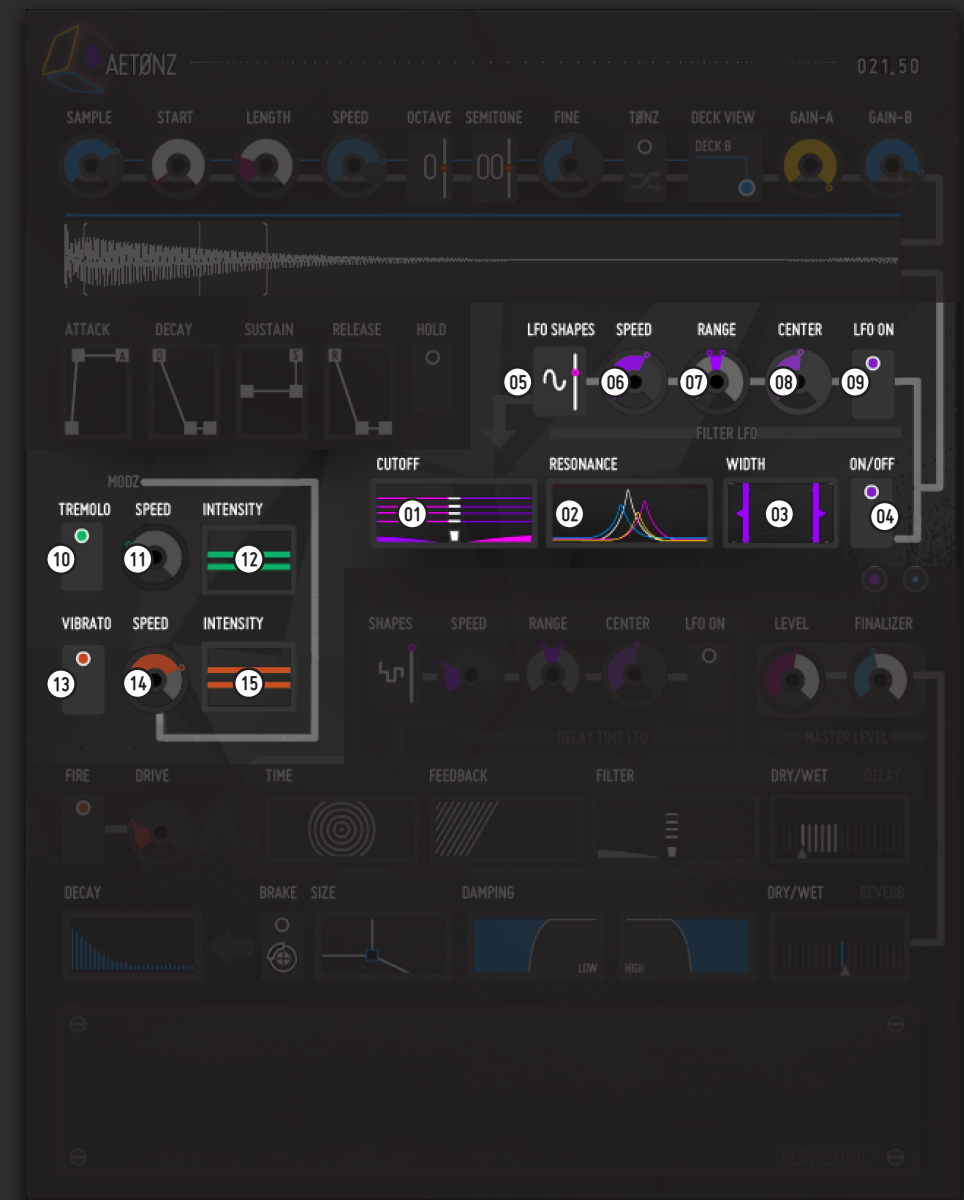 AETØNZ
021,50
SAMPLE START LENGTH SPEED OCTAVE SEMITONE FINE TØNZ DECK VIEW GAIN-A GAIN-B
0 00 DECK B
ATTACK DECAY SUSTAIN RELEASE HOLD
A D S R
LFO SHAPES SPEED RANGE CENTER LFO ON
05 06 07 08 09
FILTER LFO
CUTOFF RESONANCE WIDTH ON/OFF
01 02 03 04
MODZ
TREMOLO SPEED INTENSITY
10 11 12
VIBRATO SPEED INTENSITY
13 14 15
SHAPES SPEED RANGE CENTER LFO ON
DELAY TIME LFO
LEVEL FINALIZER
MASTER LEVEL
FIRE DRIVE TIME FEEDBACK FILTER DRY/WET DELAY
DECAY BRAKE SIZE DAMPING DRY/WET REVERB
LOW HIGH
BLINKSONIC®